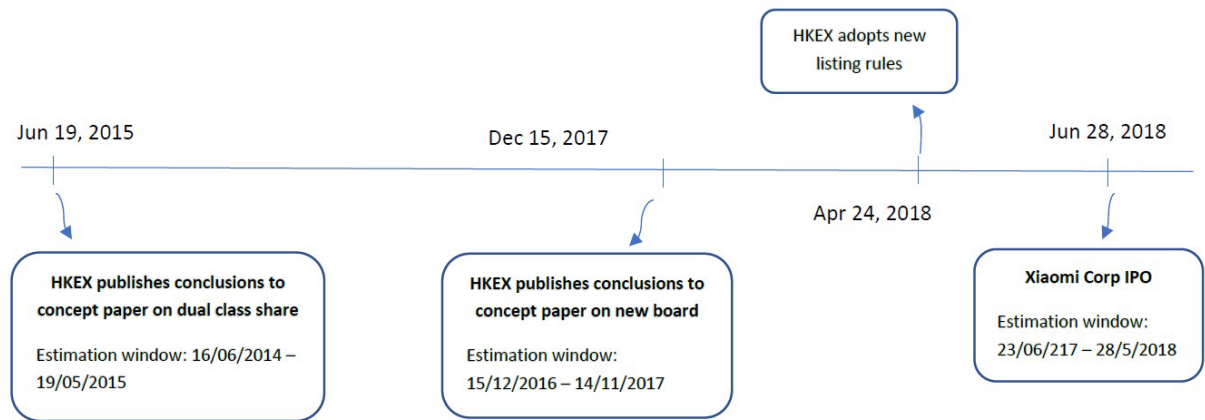 HKEX adopts new
listing rules
Jun 19, 2015
Dec 15, 2017
Jun 28, 2018
Apr 24, 2018
HKEX publishes conclusions to
concept paper on dual class share
Estimation window: 16/06/2014 –
19/05/2015
HKEX publishes conclusions to
concept paper on new board
Estimation window:
15/12/2016 – 14/11/2017
Xiaomi Corp IPO
Estimation window:
23/06/217 – 28/5/2018